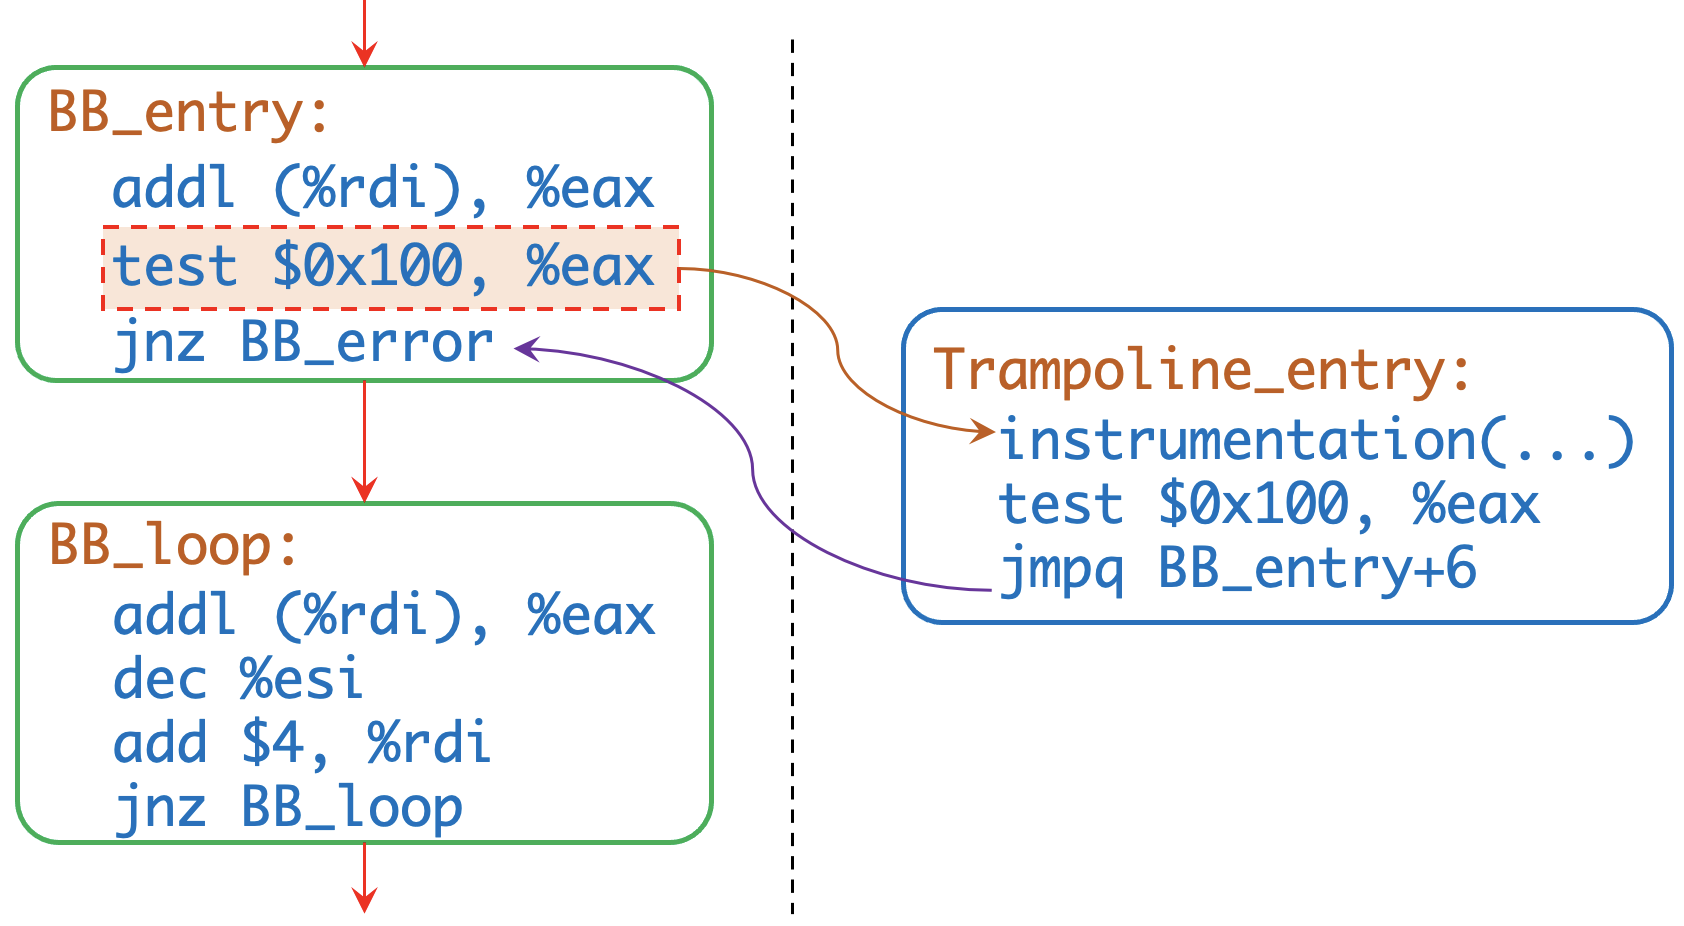 BB_entry:
addl (%rdi), %eax
test $0x100, %eax
jnz BB_error
BB_loop:
addl (%rdi), %eax
dec %esi
add $4, %rdi
jnz BB_loop
Trampoline_entry:
instrumentation(...)
test $0x100, %eax
jmpq BB_entry+6